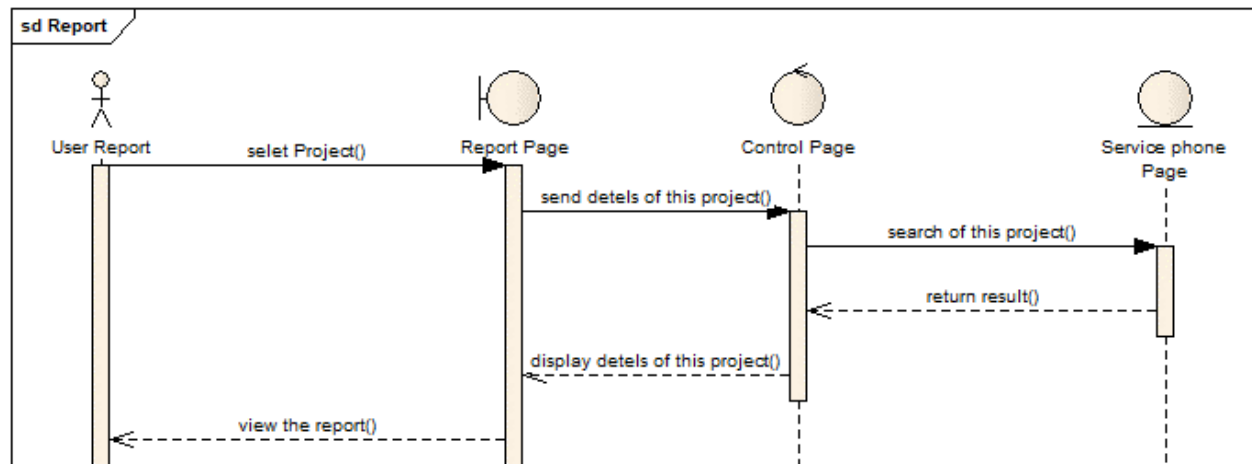 sd Report
User Report
Report Page
Control Page
Service phone
Page
selet Project()
send detels of this project()
search of this project()
return result()
display detels of this project()
view the report()